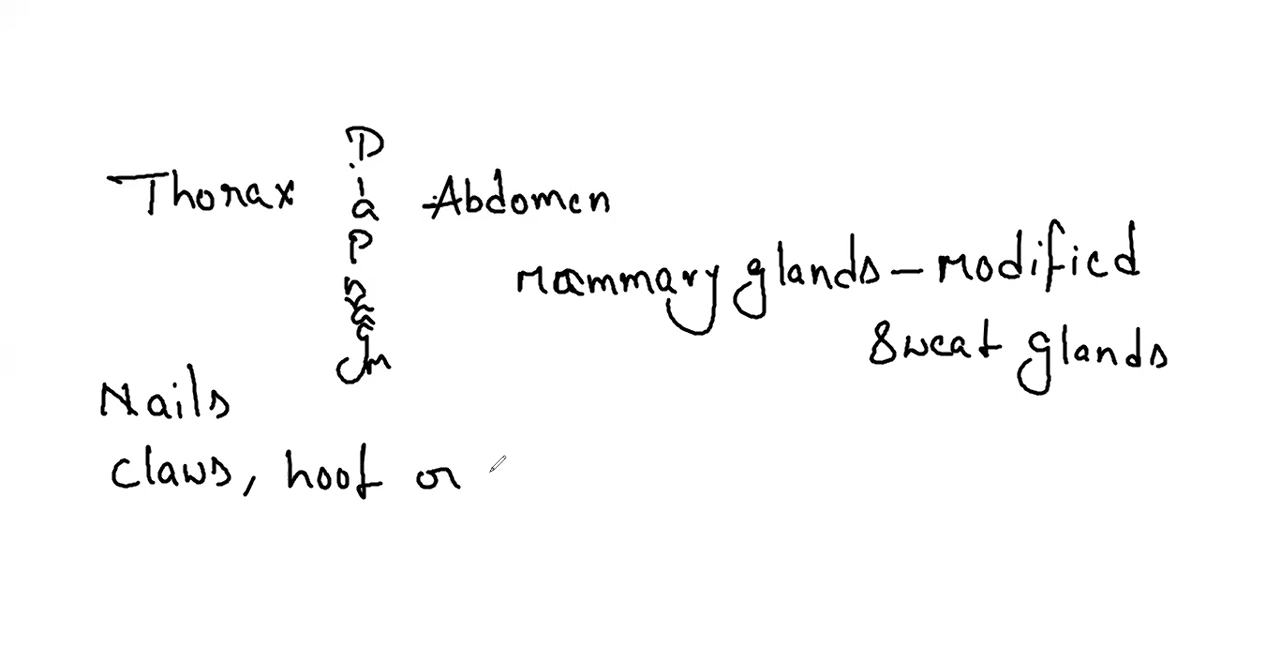 Thorax
Diaphragm
Abdomen
Mammary glands – modified
sweat glands
Nails
claws, hoof or